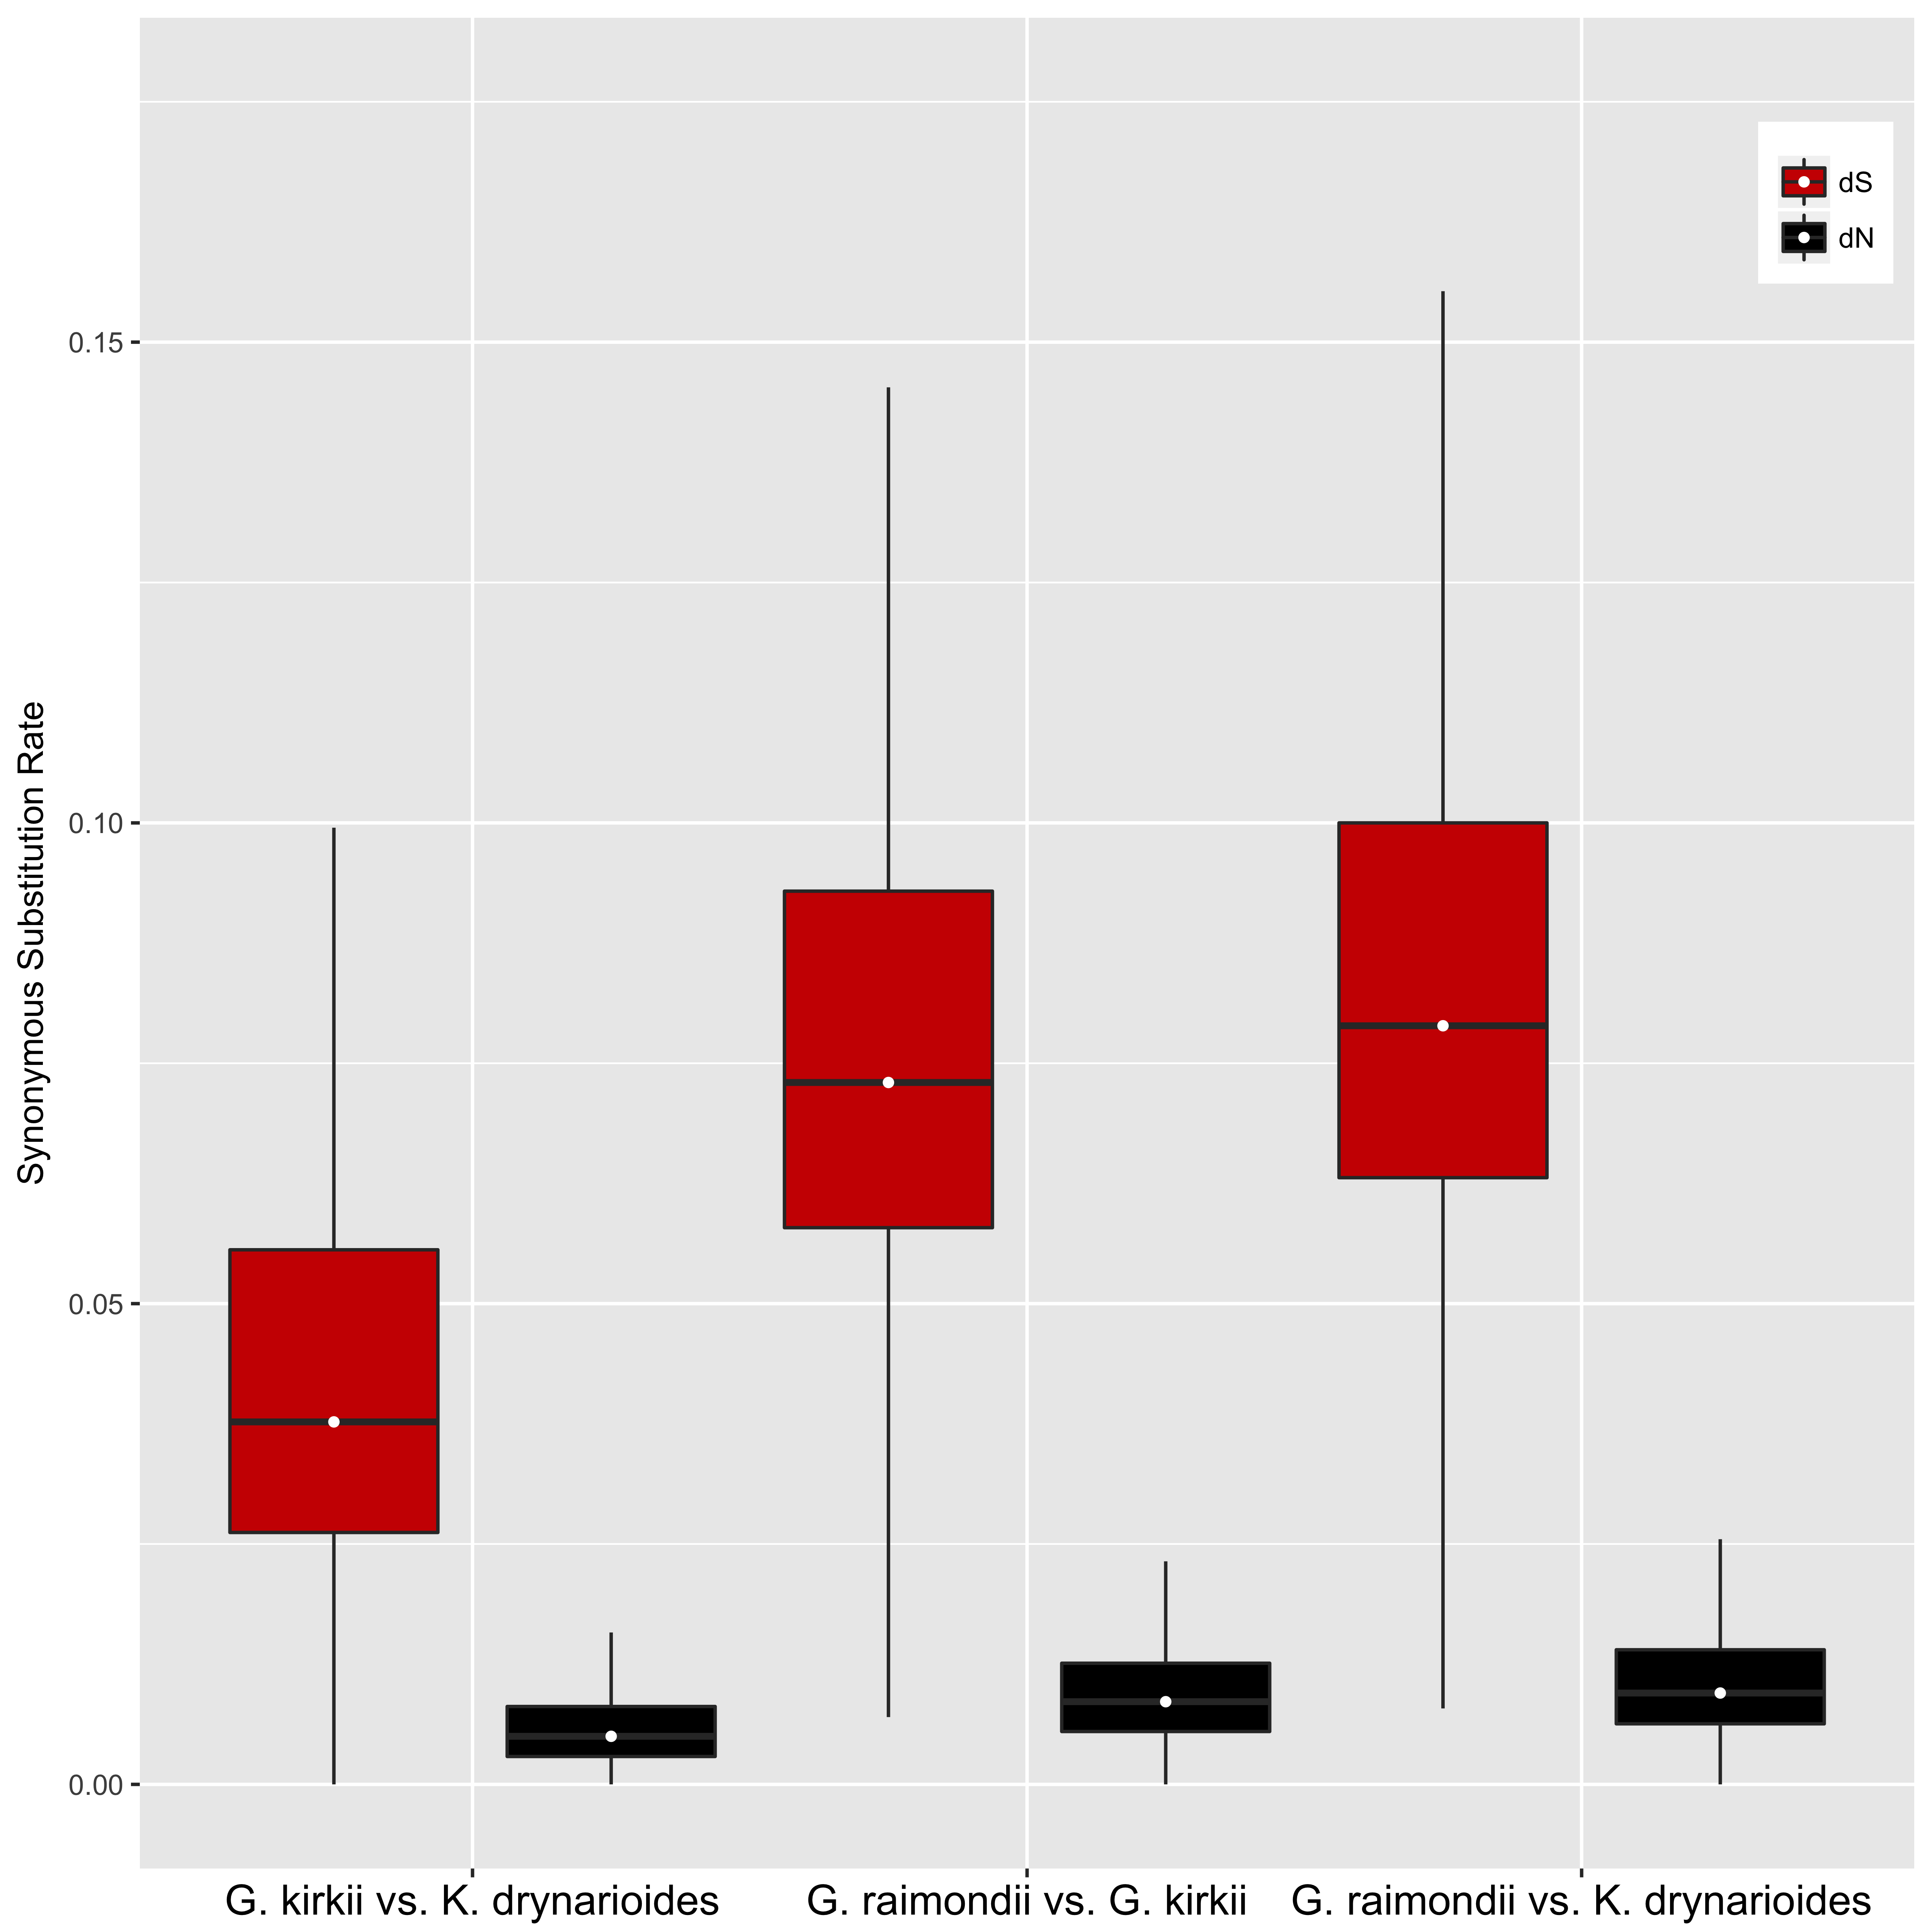 dS
dN
0.15
0.10
0.05
0.00
Synonymous Substitution Rate
G. kirkii vs. K. drynarioides
G. raimondii vs. G. kirkii
G. raimondii vs. K. drynarioides